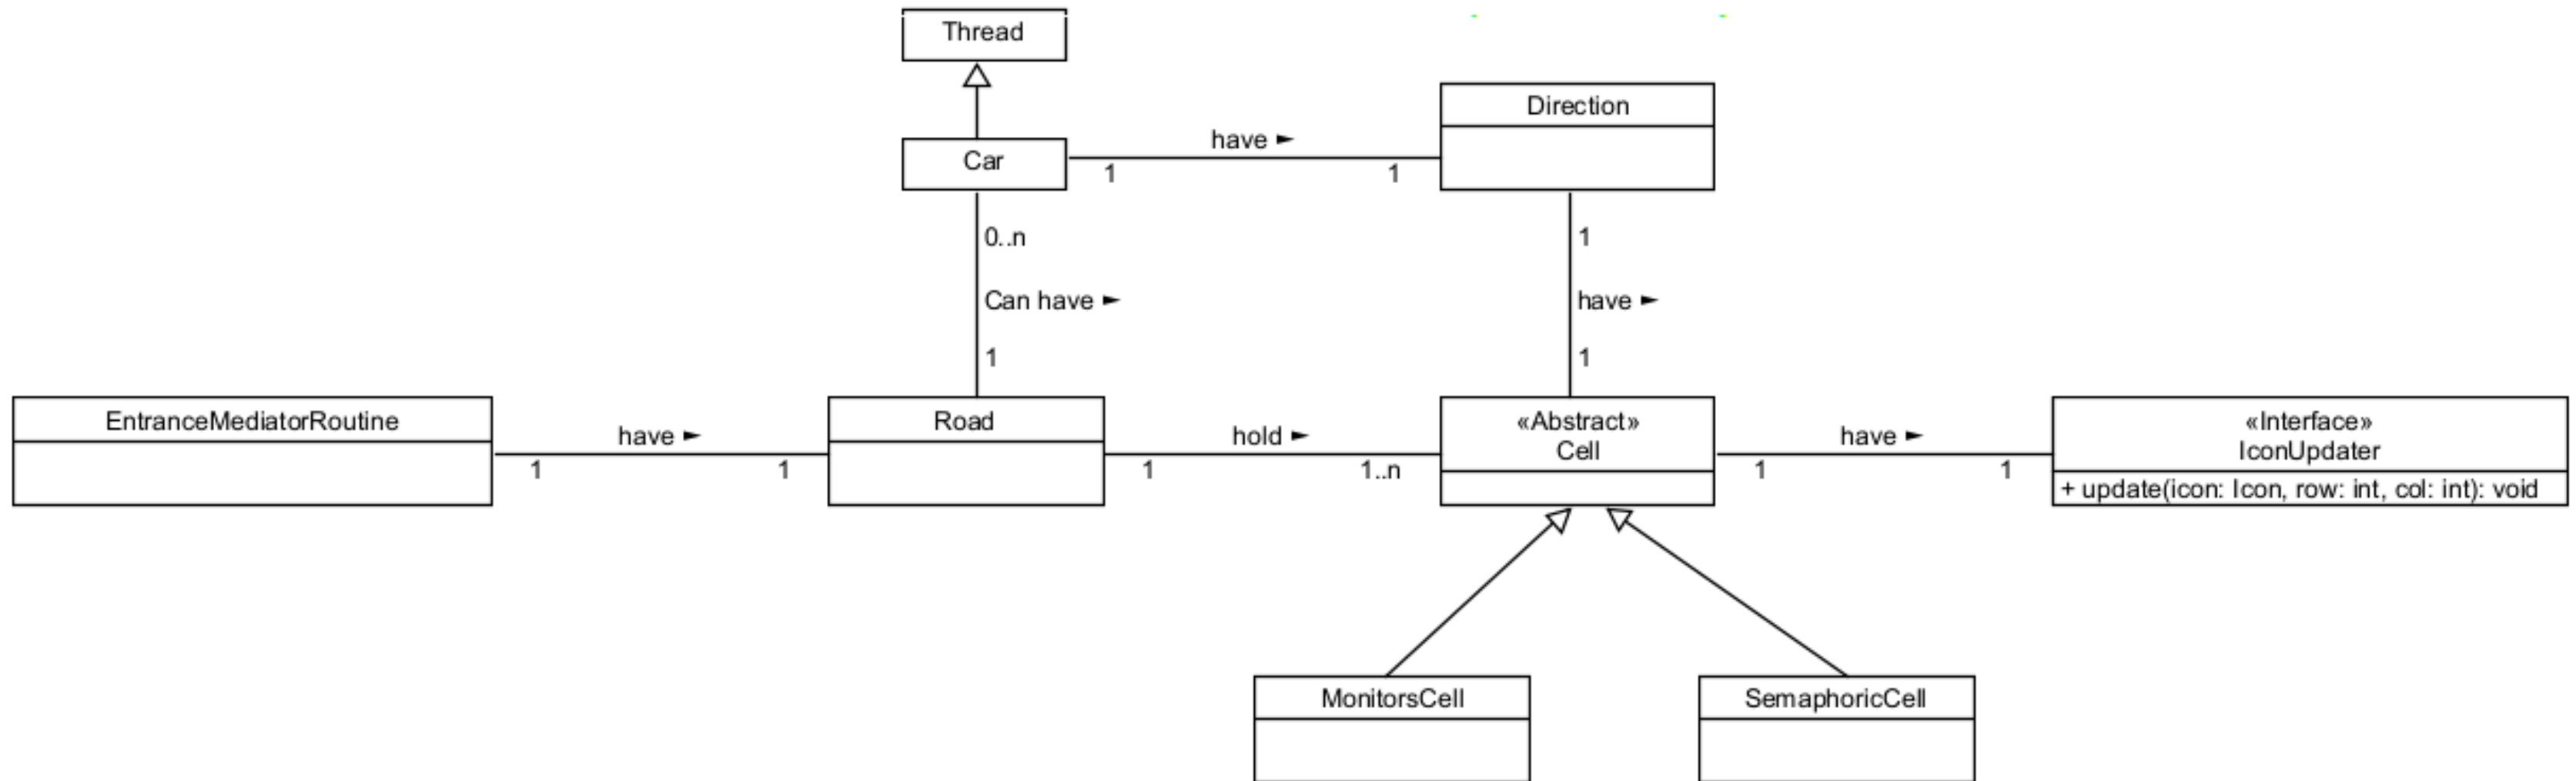 Thread
Direction
Car
have ►
1
1
0..n
Can have ►
1
1
have ►
1
EntranceMediatorRoutine
have ►
1
1
Road
hold ►
1
1..n
«Abstract»
Cell
have ►
1
1
«Interface»
IconUpdater
+ update(icon: Icon, row: int, col: int): void
MonitorsCell
SemaphoricCell